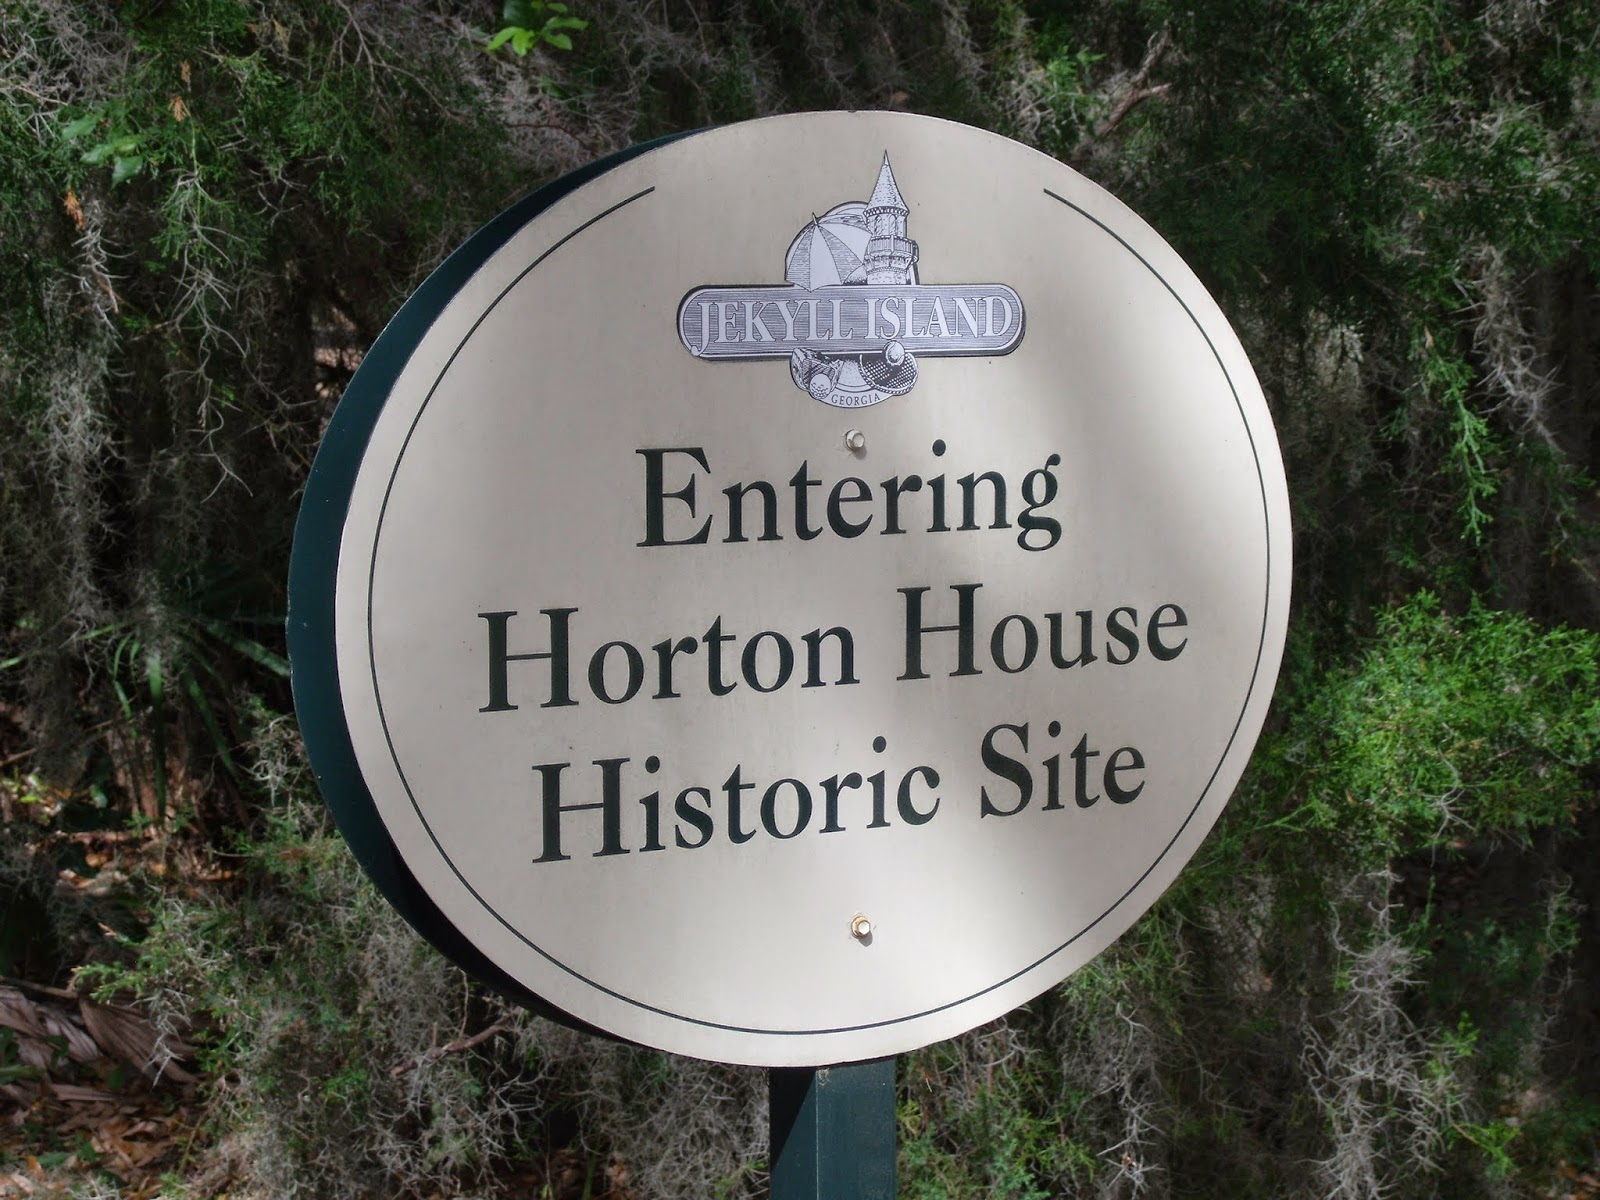 JEKYLL ISLAND
GEORGIA
Entering
Horton House
Historic Site